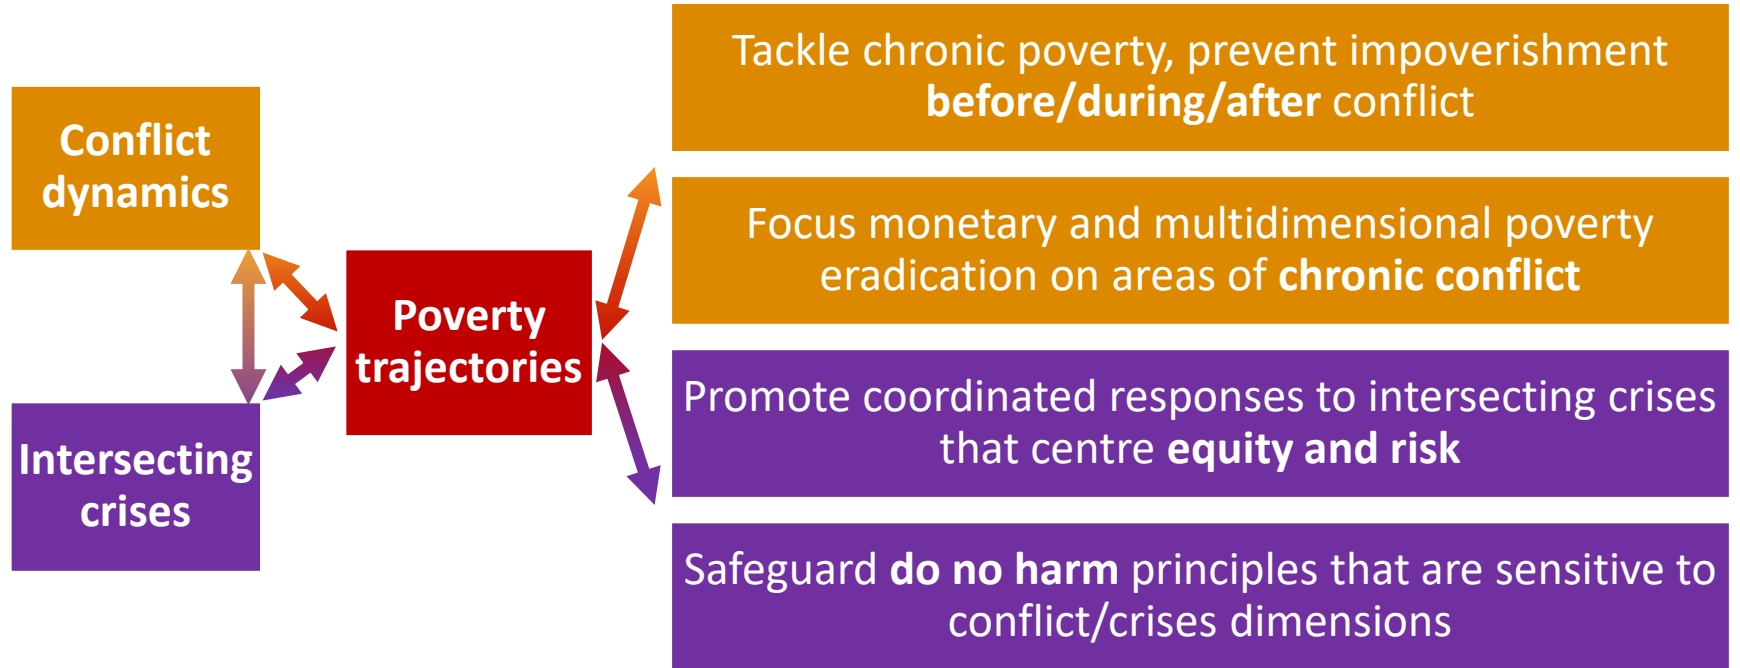 Conflict
dynamics
Intersecting
crises
Poverty
trajectories
Tackle chronic poverty, prevent impoverishment
before/during/after conflict
Focus monetary and multidimensional poverty
eradication on areas of chronic conflict
Promote coordinated responses to intersecting crises
that centre equity and risk
Safeguard do no harm principles that are sensitive to
conflict/crises dimensions